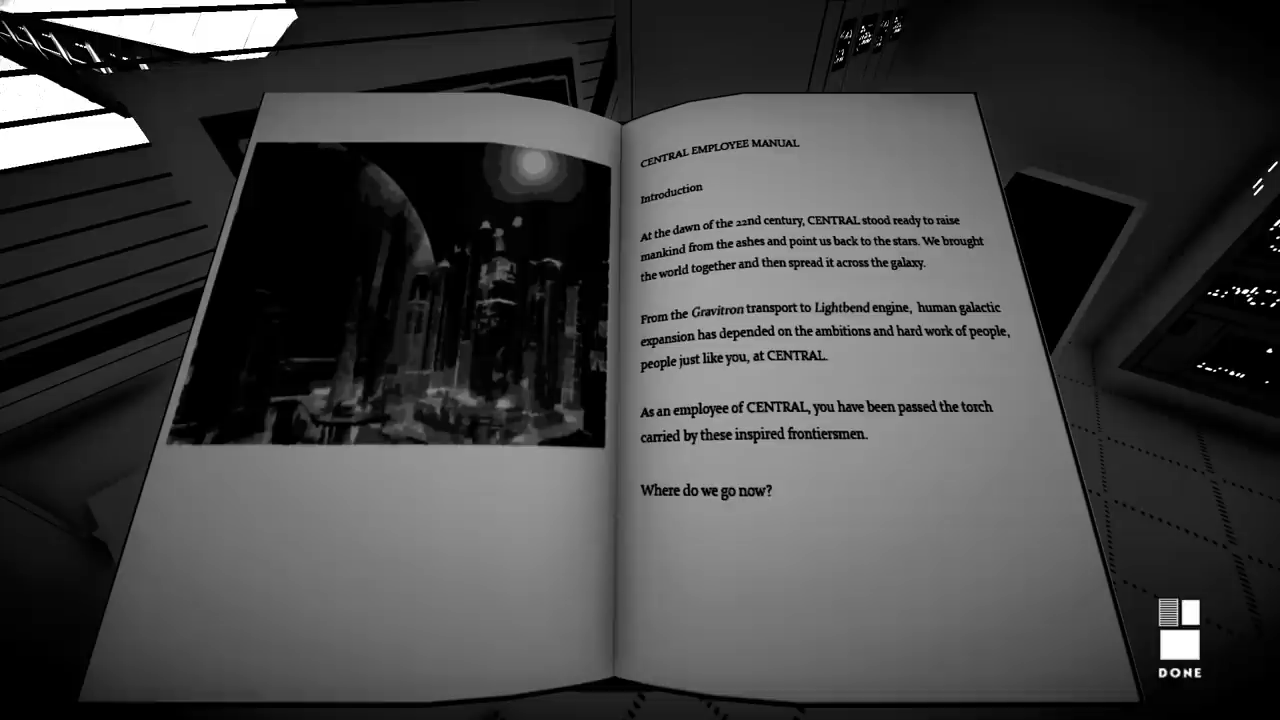 CENTRAL EMPLOYEE MANUAL
Introduction
At the dawn of the 22nd century, CENTRAL stood ready to raise
mankind from the ashes and point us back to the stars. We brought
the world together and then spread it across the galaxy.
From the Gravitron transport to Lightbend engine, human galactic
expansion has depended on the ambitions and hard work of people,
people just like you, at CENTRAL.
As an employee of CENTRAL, you have been passed the torch
carried by these inspired frontiersmen.
Where do we go now?
DONE